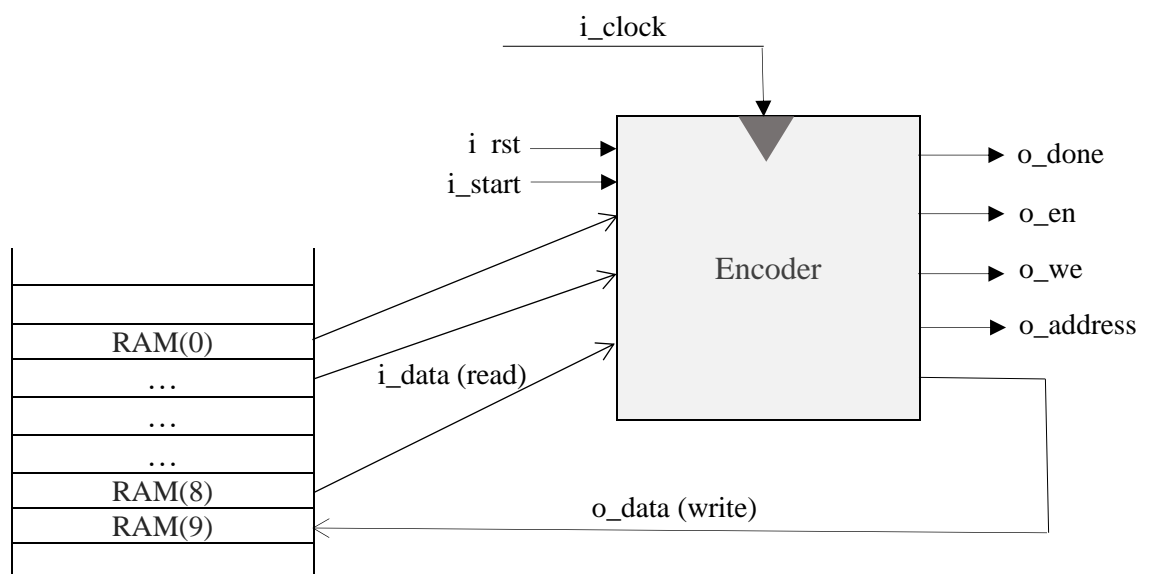 i_clock
i rst
i_start
o_done
o_en
o_we
o_address
Encoder
RAM(0)
…
…
…
RAM(8)
RAM(9)
i_data (read)
o_data (write)